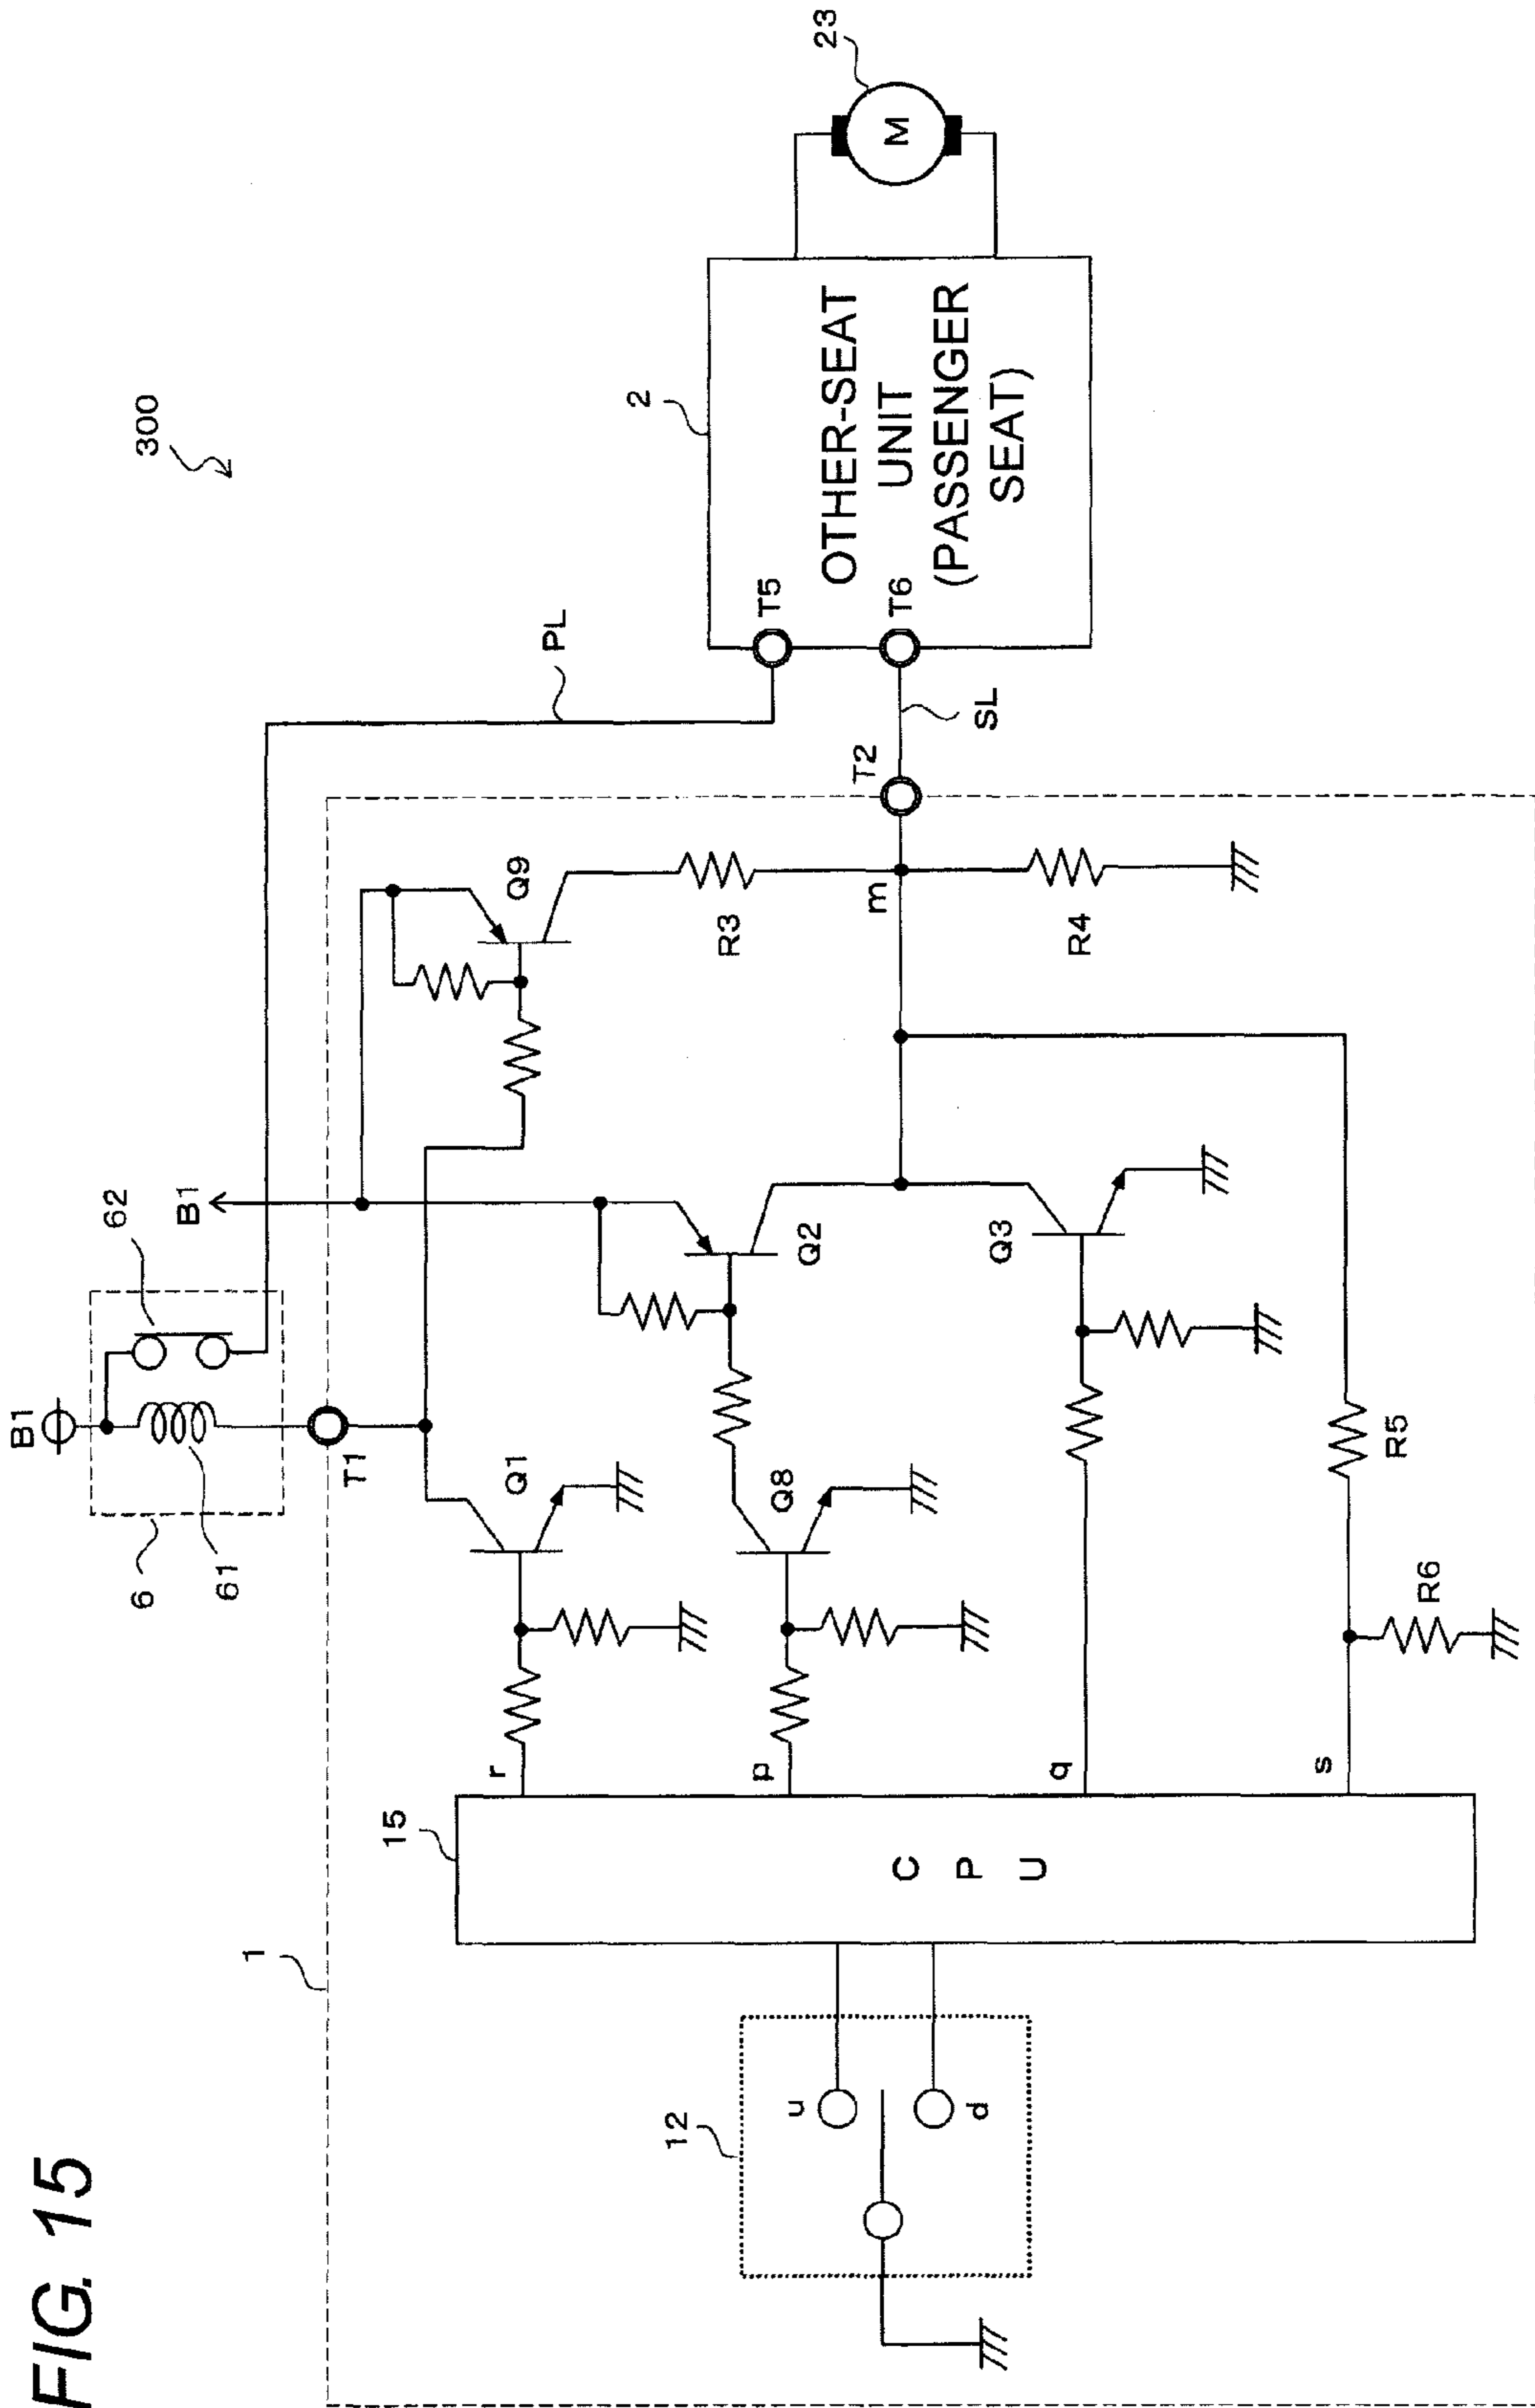 FIG. 15
300
B1
6
61
62
B1
PL
T1
1
15
r
Q1
Q9
p
Q8
Q2
R3
T2
m
SL
T5
T6
2
OTHER-SEAT
UNIT
(PASSENGER
SEAT)
23
M
12
u
d
C P U
q
Q3
R4
s
R6
R5